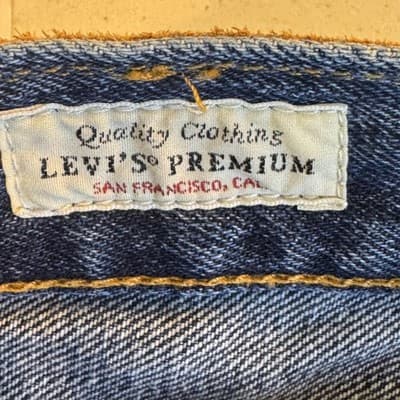 Quality Clothing
LEVI'S® PREMIUM
SAN FRANCISCO, CAL